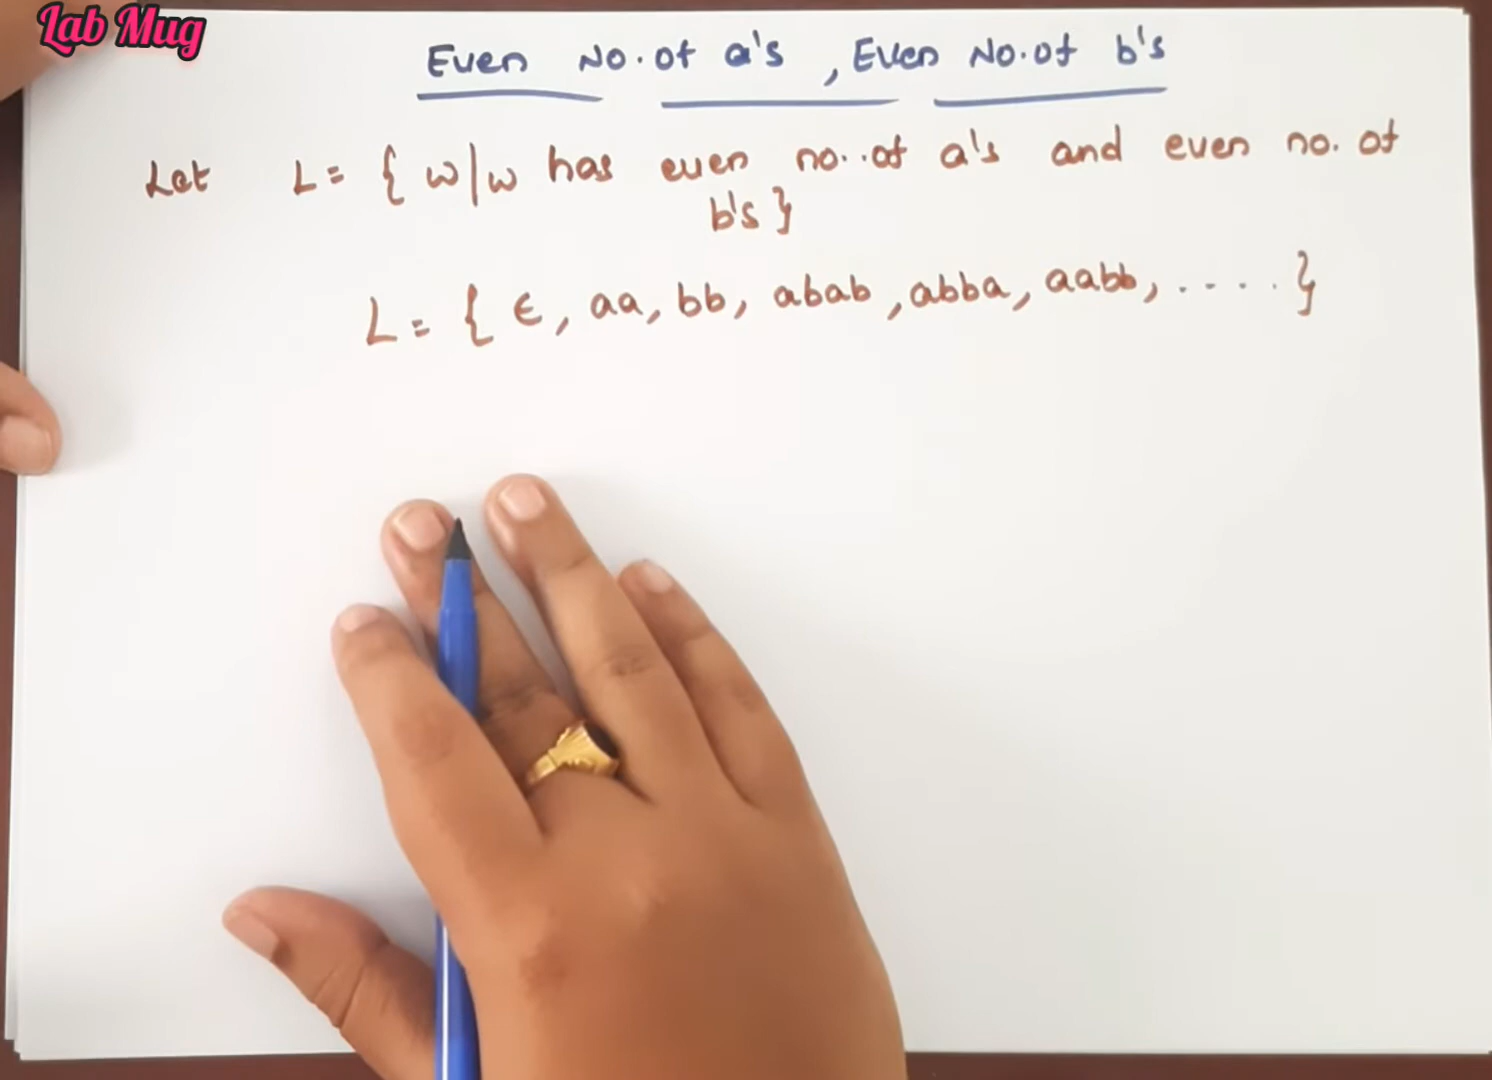 Lab Mug
Even No. of a's, Even No. of b's
Let L = { w|w has even no. of a's and even no. of
b's }
L = { ϵ, aa, bb, abab, abba, aabb, ..... }